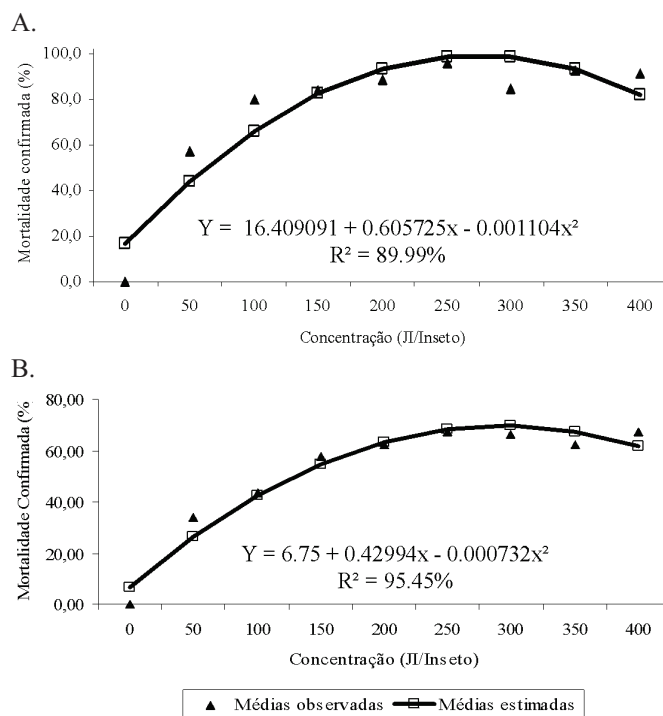 A.
Mortalidade confirmada (%)
100,0
80,0
60,0
40,0
20,0
0,0
Y = 16.409091 + 0.605725x - 0.001104x²
R² = 89.99%
0 50 100 150 200 250 300 350 400
Concentração (JI/Inseto)
B.
Mortalidade Confirmada (%
80,00
60,00
40,00
20,00
0,00
Y = 6.75 + 0.42994x - 0.000732x²
R² = 95.45%
0 50 100 150 200 250 300 350 400
Concentração (JI/Inseto)
Médias observadas Médias estimadas